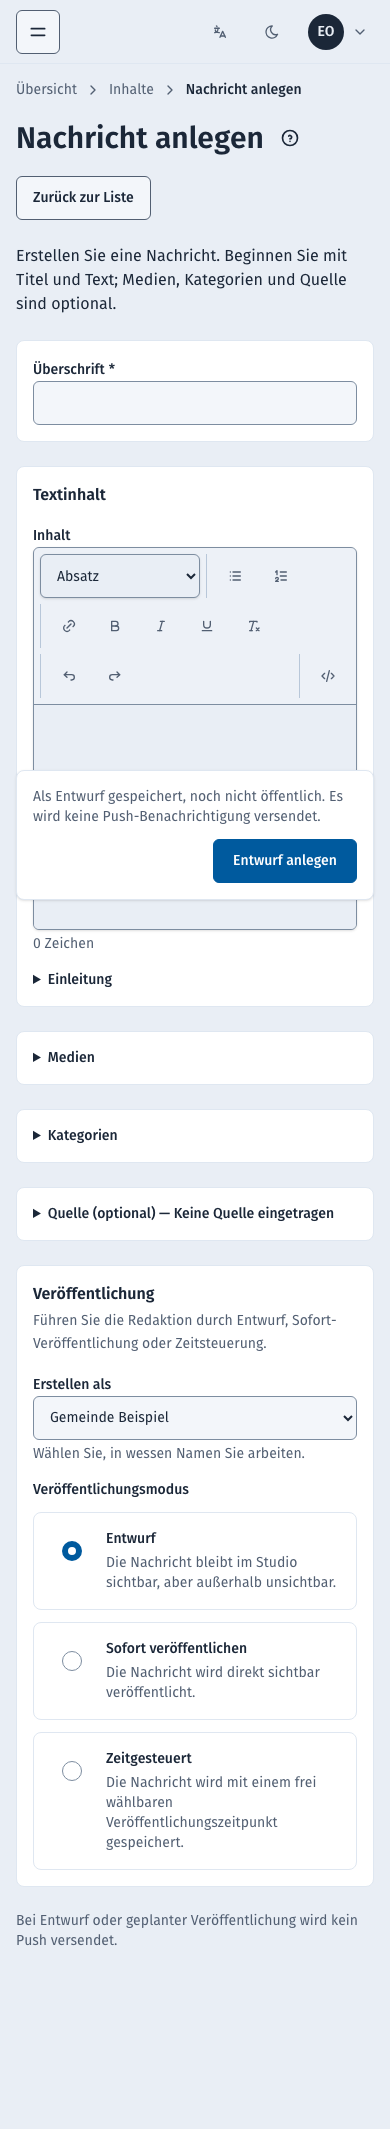 EO
Übersicht > Inhalte > Nachricht anlegen
Nachricht anlegen
Zurück zur Liste
Erstellen Sie eine Nachricht. Beginnen Sie mit
Titel und Text; Medien, Kategorien und Quelle
sind optional.
Überschrift *
Textinhalt
Inhalt
Absatz
Als Entwurf gespeichert, noch nicht öffentlich. Es
wird keine Push-Benachrichtigung versendet.
Entwurf anlegen
0 Zeichen
Einleitung
Medien
Kategorien
Quelle (optional) — Keine Quelle eingetragen
Veröffentlichung
Führen Sie die Redaktion durch Entwurf, Sofort-
Veröffentlichung oder Zeitsteuerung.
Erstellen als
Gemeinde Beispiel
Wählen Sie, in wessen Namen Sie arbeiten.
Veröffentlichungsmodus
Entwurf
Die Nachricht bleibt im Studio
sichtbar, aber außerhalb unsichtbar.
Sofort veröffentlichen
Die Nachricht wird direkt sichtbar
veröffentlicht.
Zeitgesteuert
Die Nachricht wird mit einem frei
wählbaren
Veröffentlichungszeitpunkt
gespeichert.
Bei Entwurf oder geplanter Veröffentlichung wird kein
Push versendet.